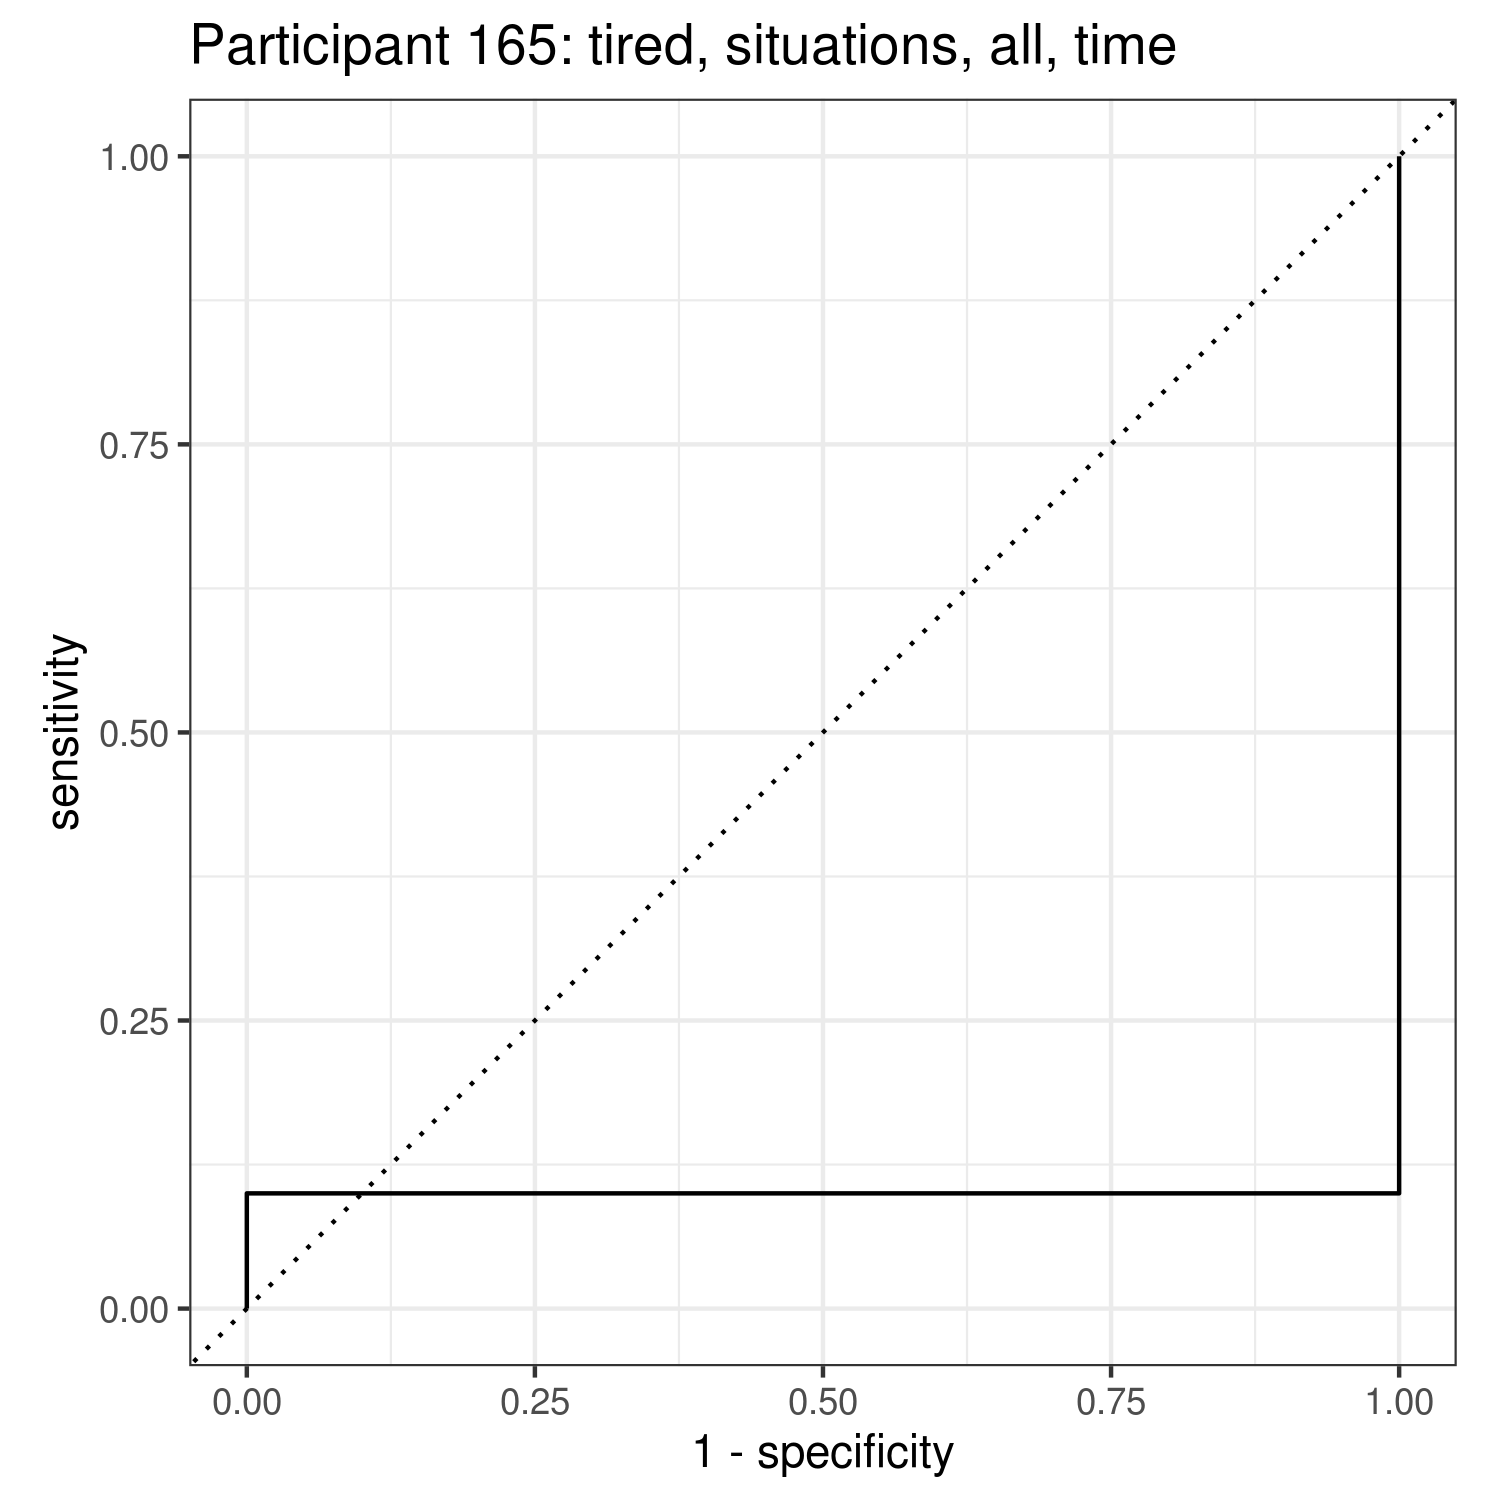 Participant 165: tired, situations, all, time
1.00
0.75
0.50
0.25
0.00
sensitivity
0.00 0.25 0.50 0.75 1.00
1 - specificity